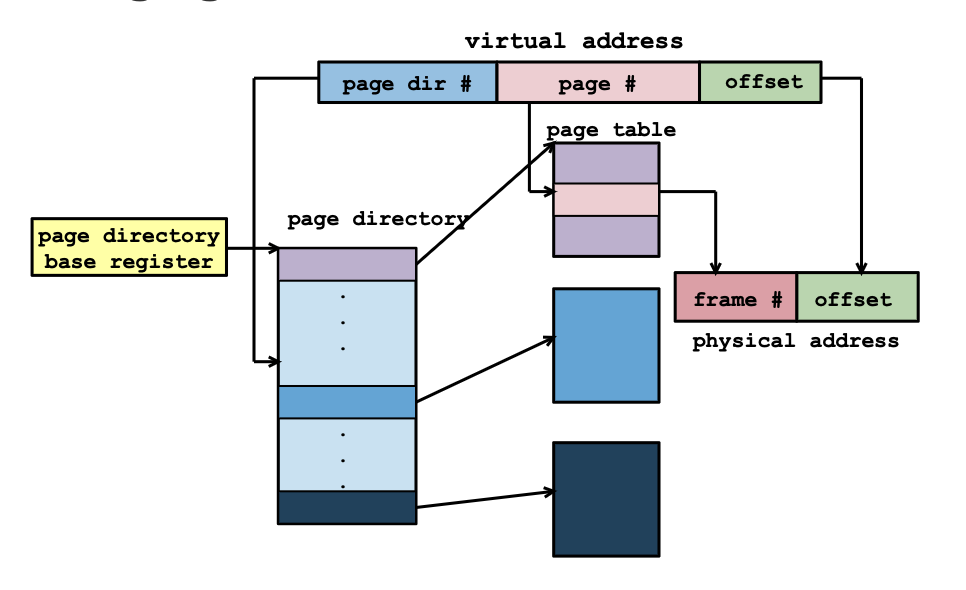 virtual address
page dir #
page #
offset
page table
page directory
page directory
base register
.
.
.
frame #
offset
physical address
.
.
.